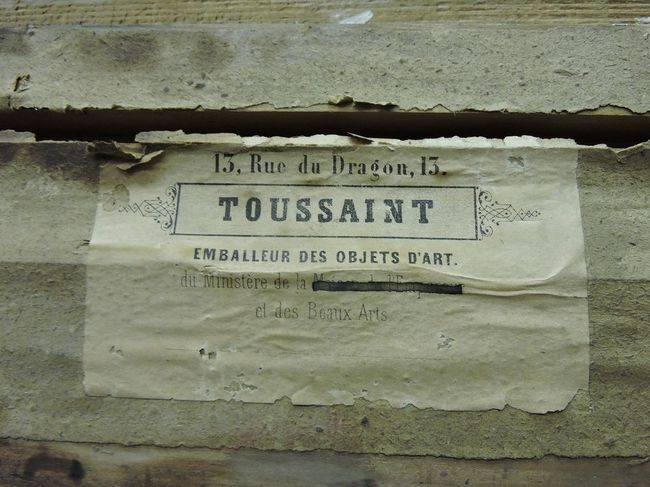 13, Rue du Dragon, 13.
TOUSSAINT
EMBALLEUR DES OBJETS D'ART.
du Ministère de la
et des Beaux Arts